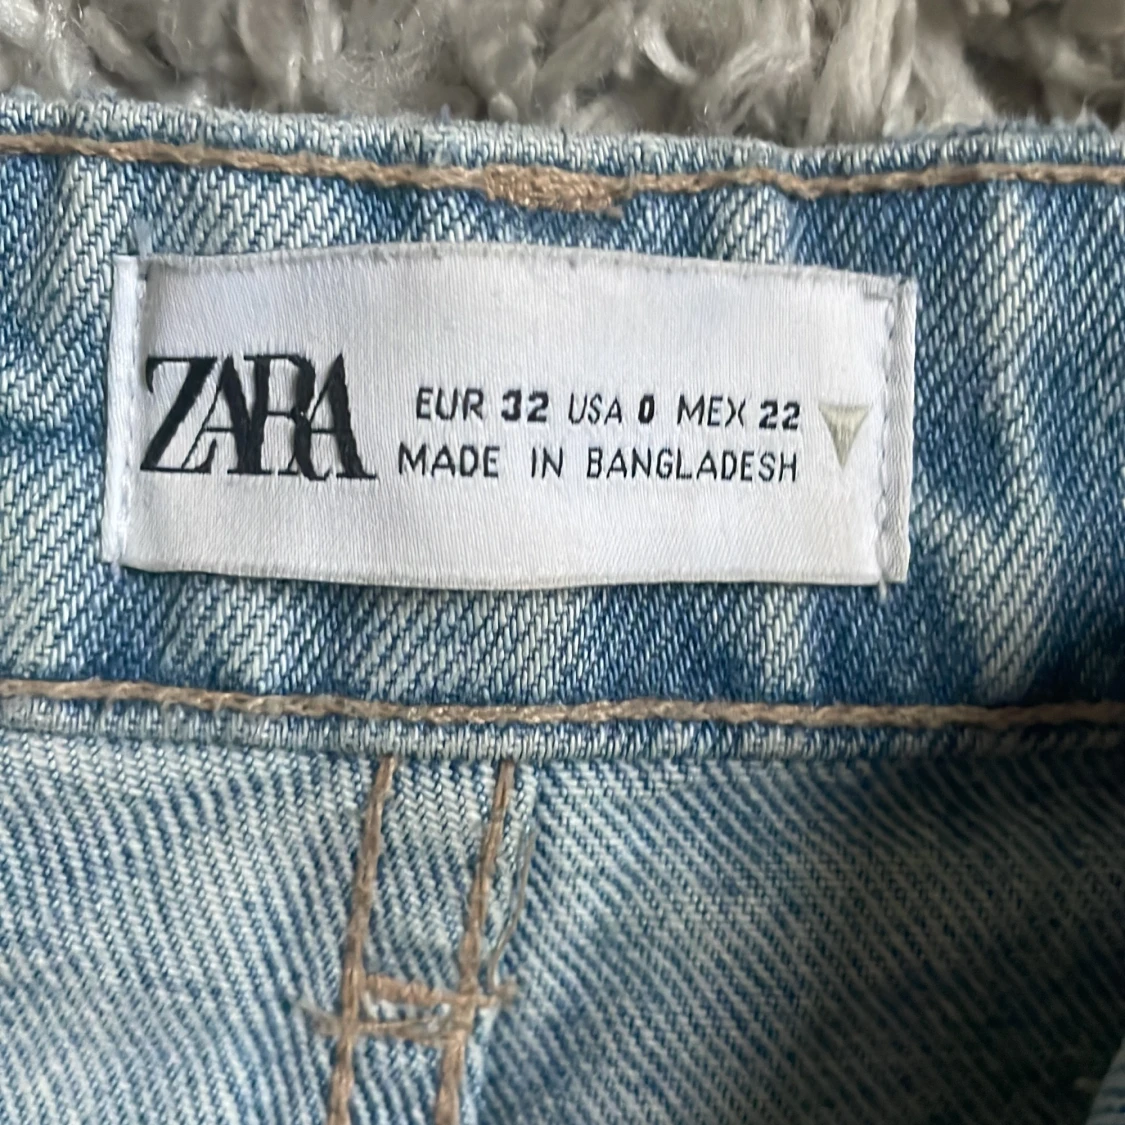 ZARA
EUR 32 USA 0 MEX 22
MADE IN BANGLADESH